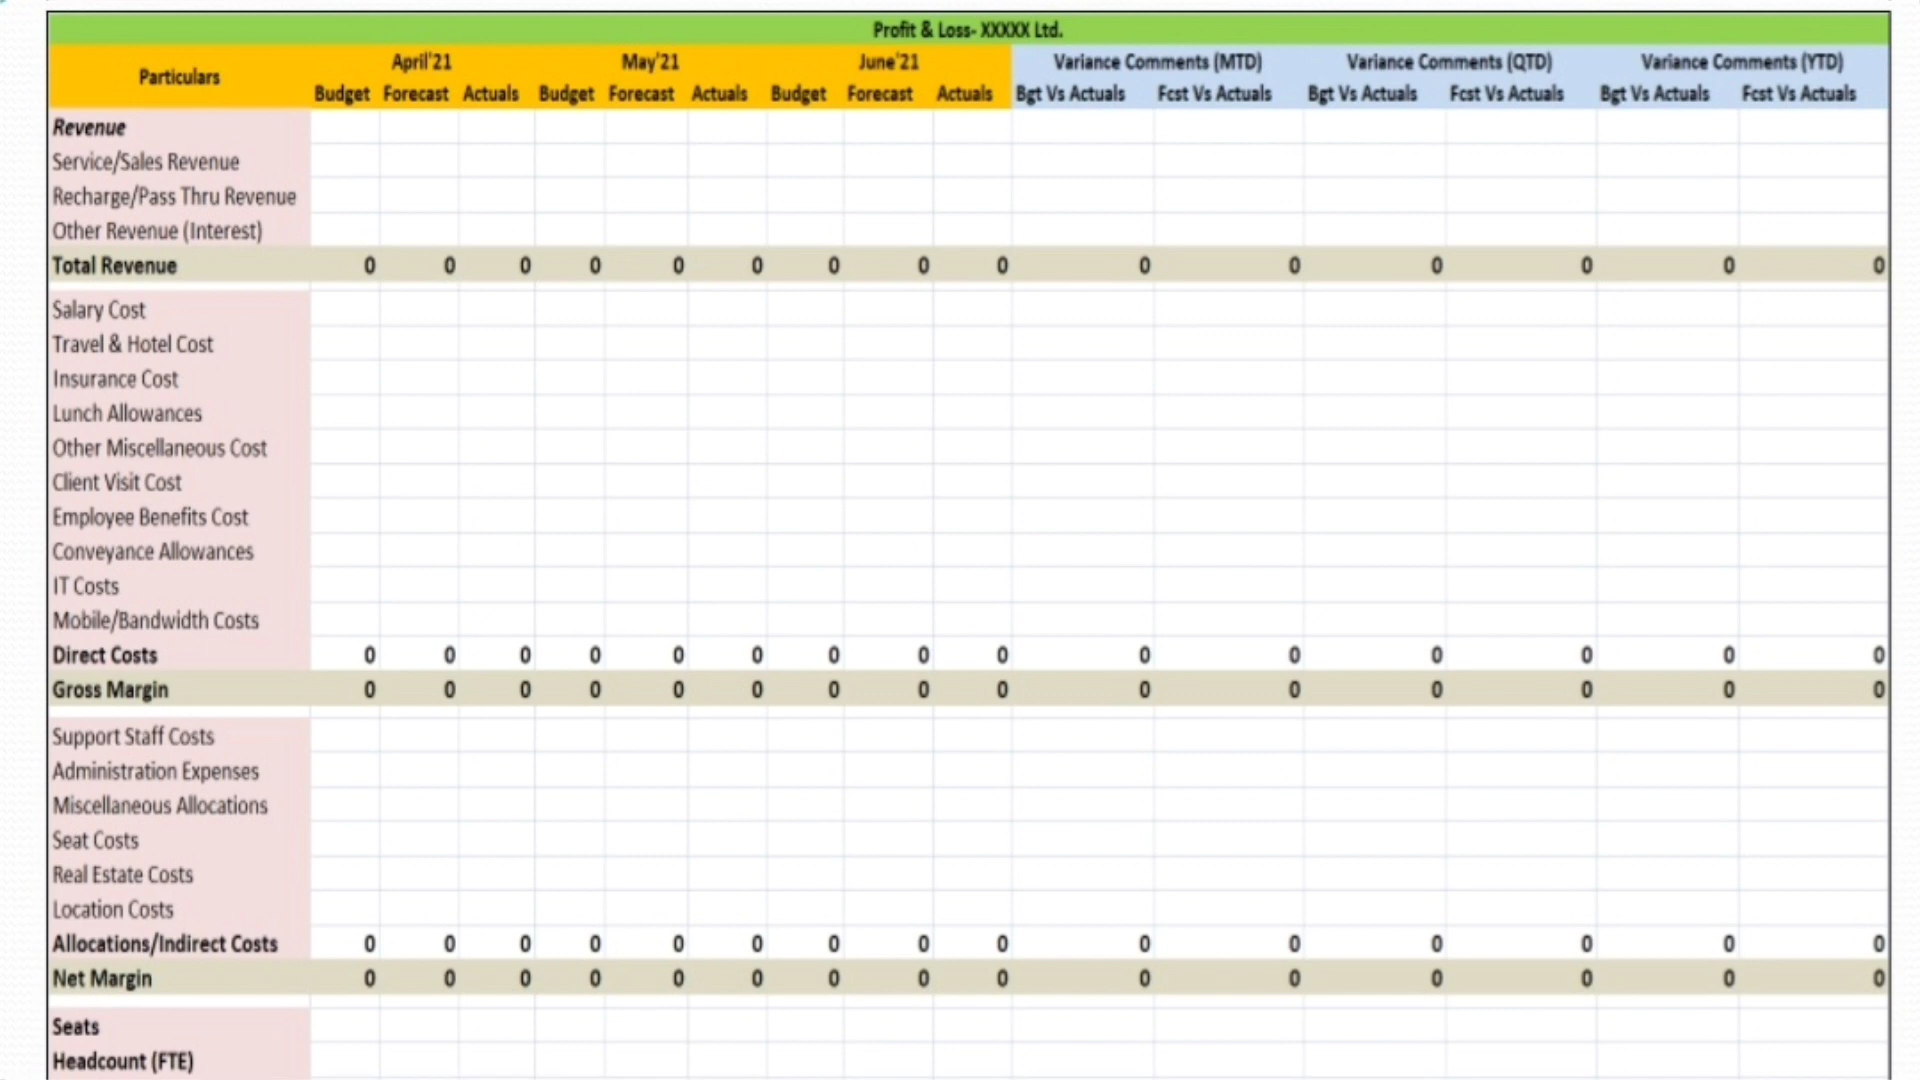 Profit & Loss- XXXXX Ltd.
Particulars April'21 May'21 June'21 Variance Comments (MTD) Variance Comments (QTD) Variance Comments (YTD)
Budget Forecast Actuals Budget Forecast Actuals Budget Forecast Actuals Bgt Vs Actuals Fcst Vs Actuals Bgt Vs Actuals Fcst Vs Actuals Bgt Vs Actuals Fcst Vs Actuals
Revenue
Service/Sales Revenue
Recharge/Pass Thru Revenue
Other Revenue (Interest)
Total Revenue 0 0 0 0 0 0 0 0 0 0 0 0 0 0 0
Salary Cost
Travel & Hotel Cost
Insurance Cost
Lunch Allowances
Other Miscellaneous Cost
Client Visit Cost
Employee Benefits Cost
Conveyance Allowances
IT Costs
Mobile/Bandwidth Costs
Direct Costs 0 0 0 0 0 0 0 0 0 0 0 0 0 0 0
Gross Margin 0 0 0 0 0 0 0 0 0 0 0 0 0 0 0
Support Staff Costs
Administration Expenses
Miscellaneous Allocations
Seat Costs
Real Estate Costs
Location Costs
Allocations/Indirect Costs 0 0 0 0 0 0 0 0 0 0 0 0 0 0 0
Net Margin 0 0 0 0 0 0 0 0 0 0 0 0 0 0 0
Seats
Headcount (FTE)